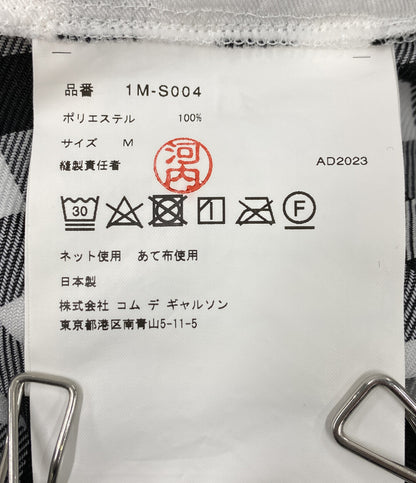 品番 1M-S004
ポリエステル 100%
サイズ M
縫製責任者 河内 AD2023
30 F
ネット使用 あて布使用
日本製
株式会社 コム デ ギャルソン
東京都港区南青山5-11-5